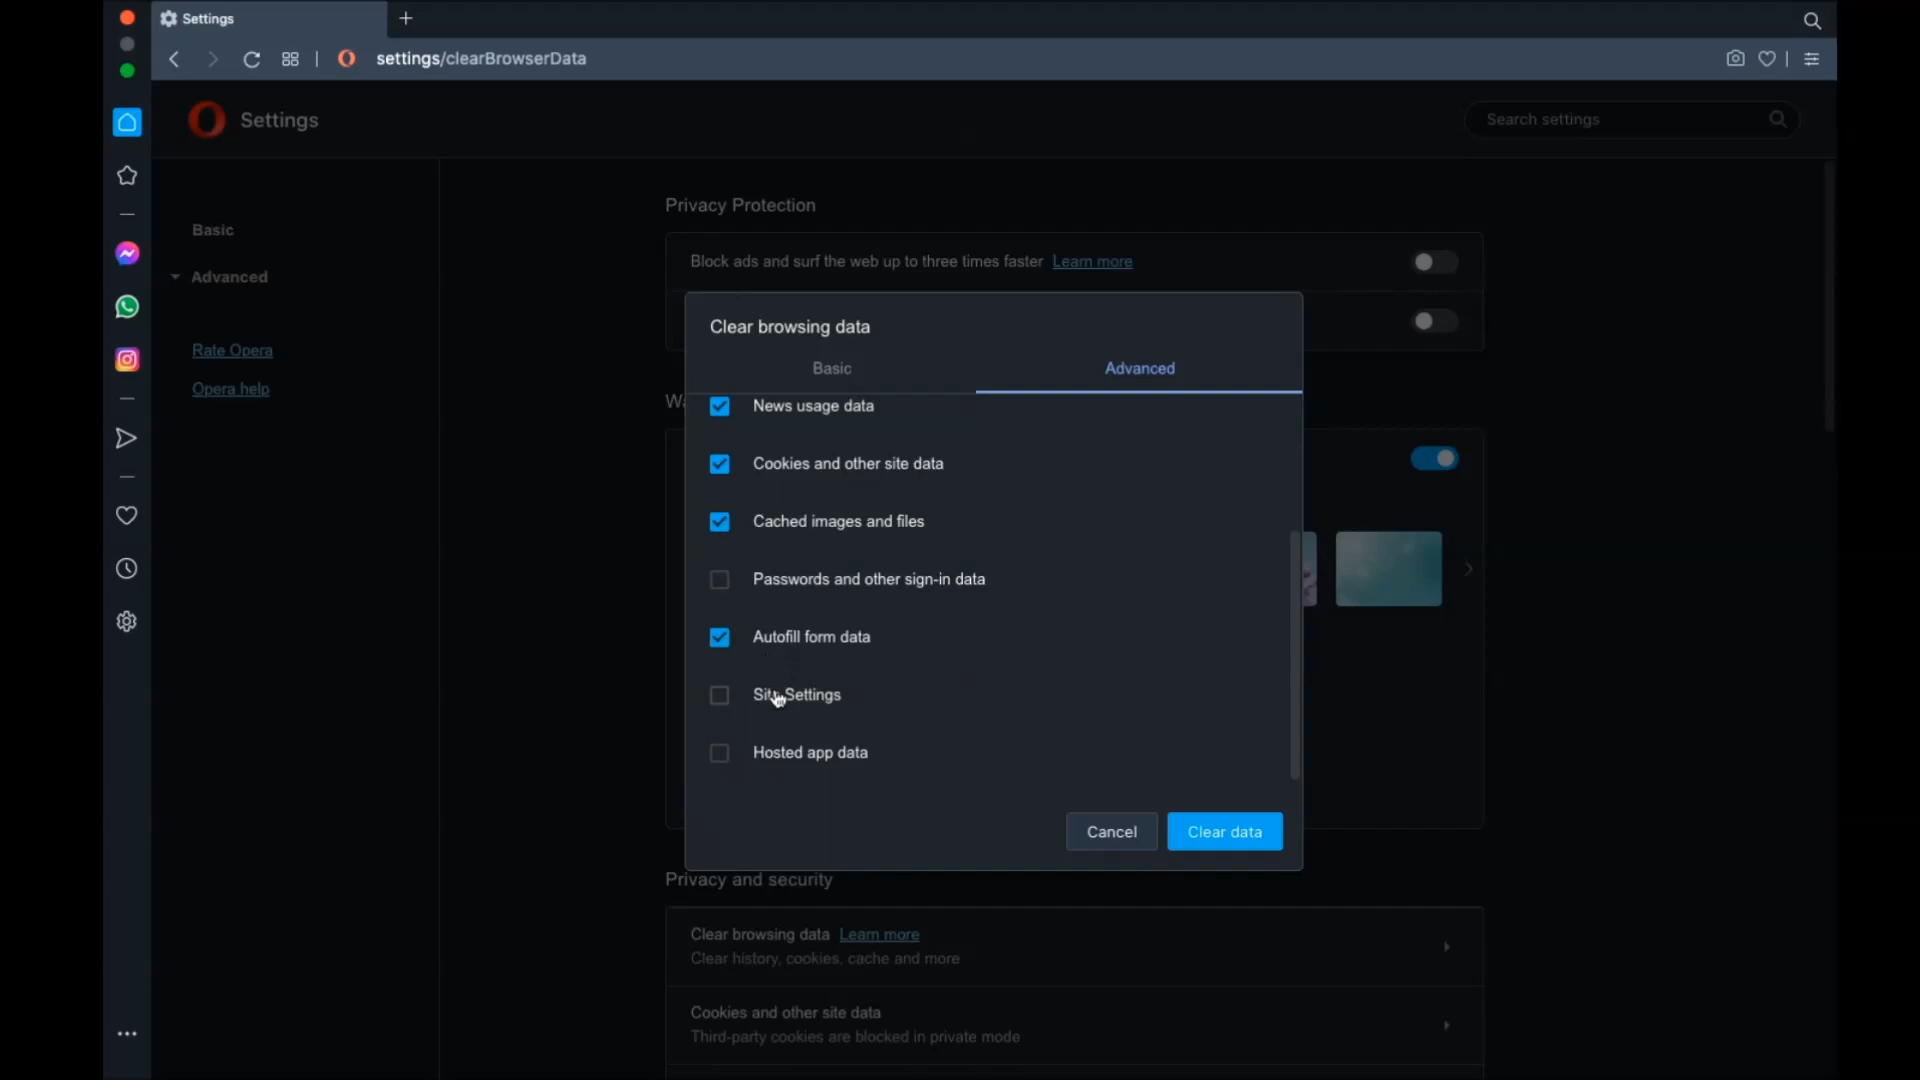 Settings
settings/clearBrowserData
Settings
Search settings
Basic
Advanced
Rate Opera
Opera help
Privacy Protection
Block ads and surf the web up to three times faster Learn more
Clear browsing data
Basic
Advanced
News usage data
Cookies and other site data
Cached images and files
Passwords and other sign-in data
Autofill form data
Site Settings
Hosted app data
Cancel
Clear data
Privacy and security
Clear browsing data Learn more
Clear history, cookies, cache and more
Cookies and other site data
Third-party cookies are blocked in private mode